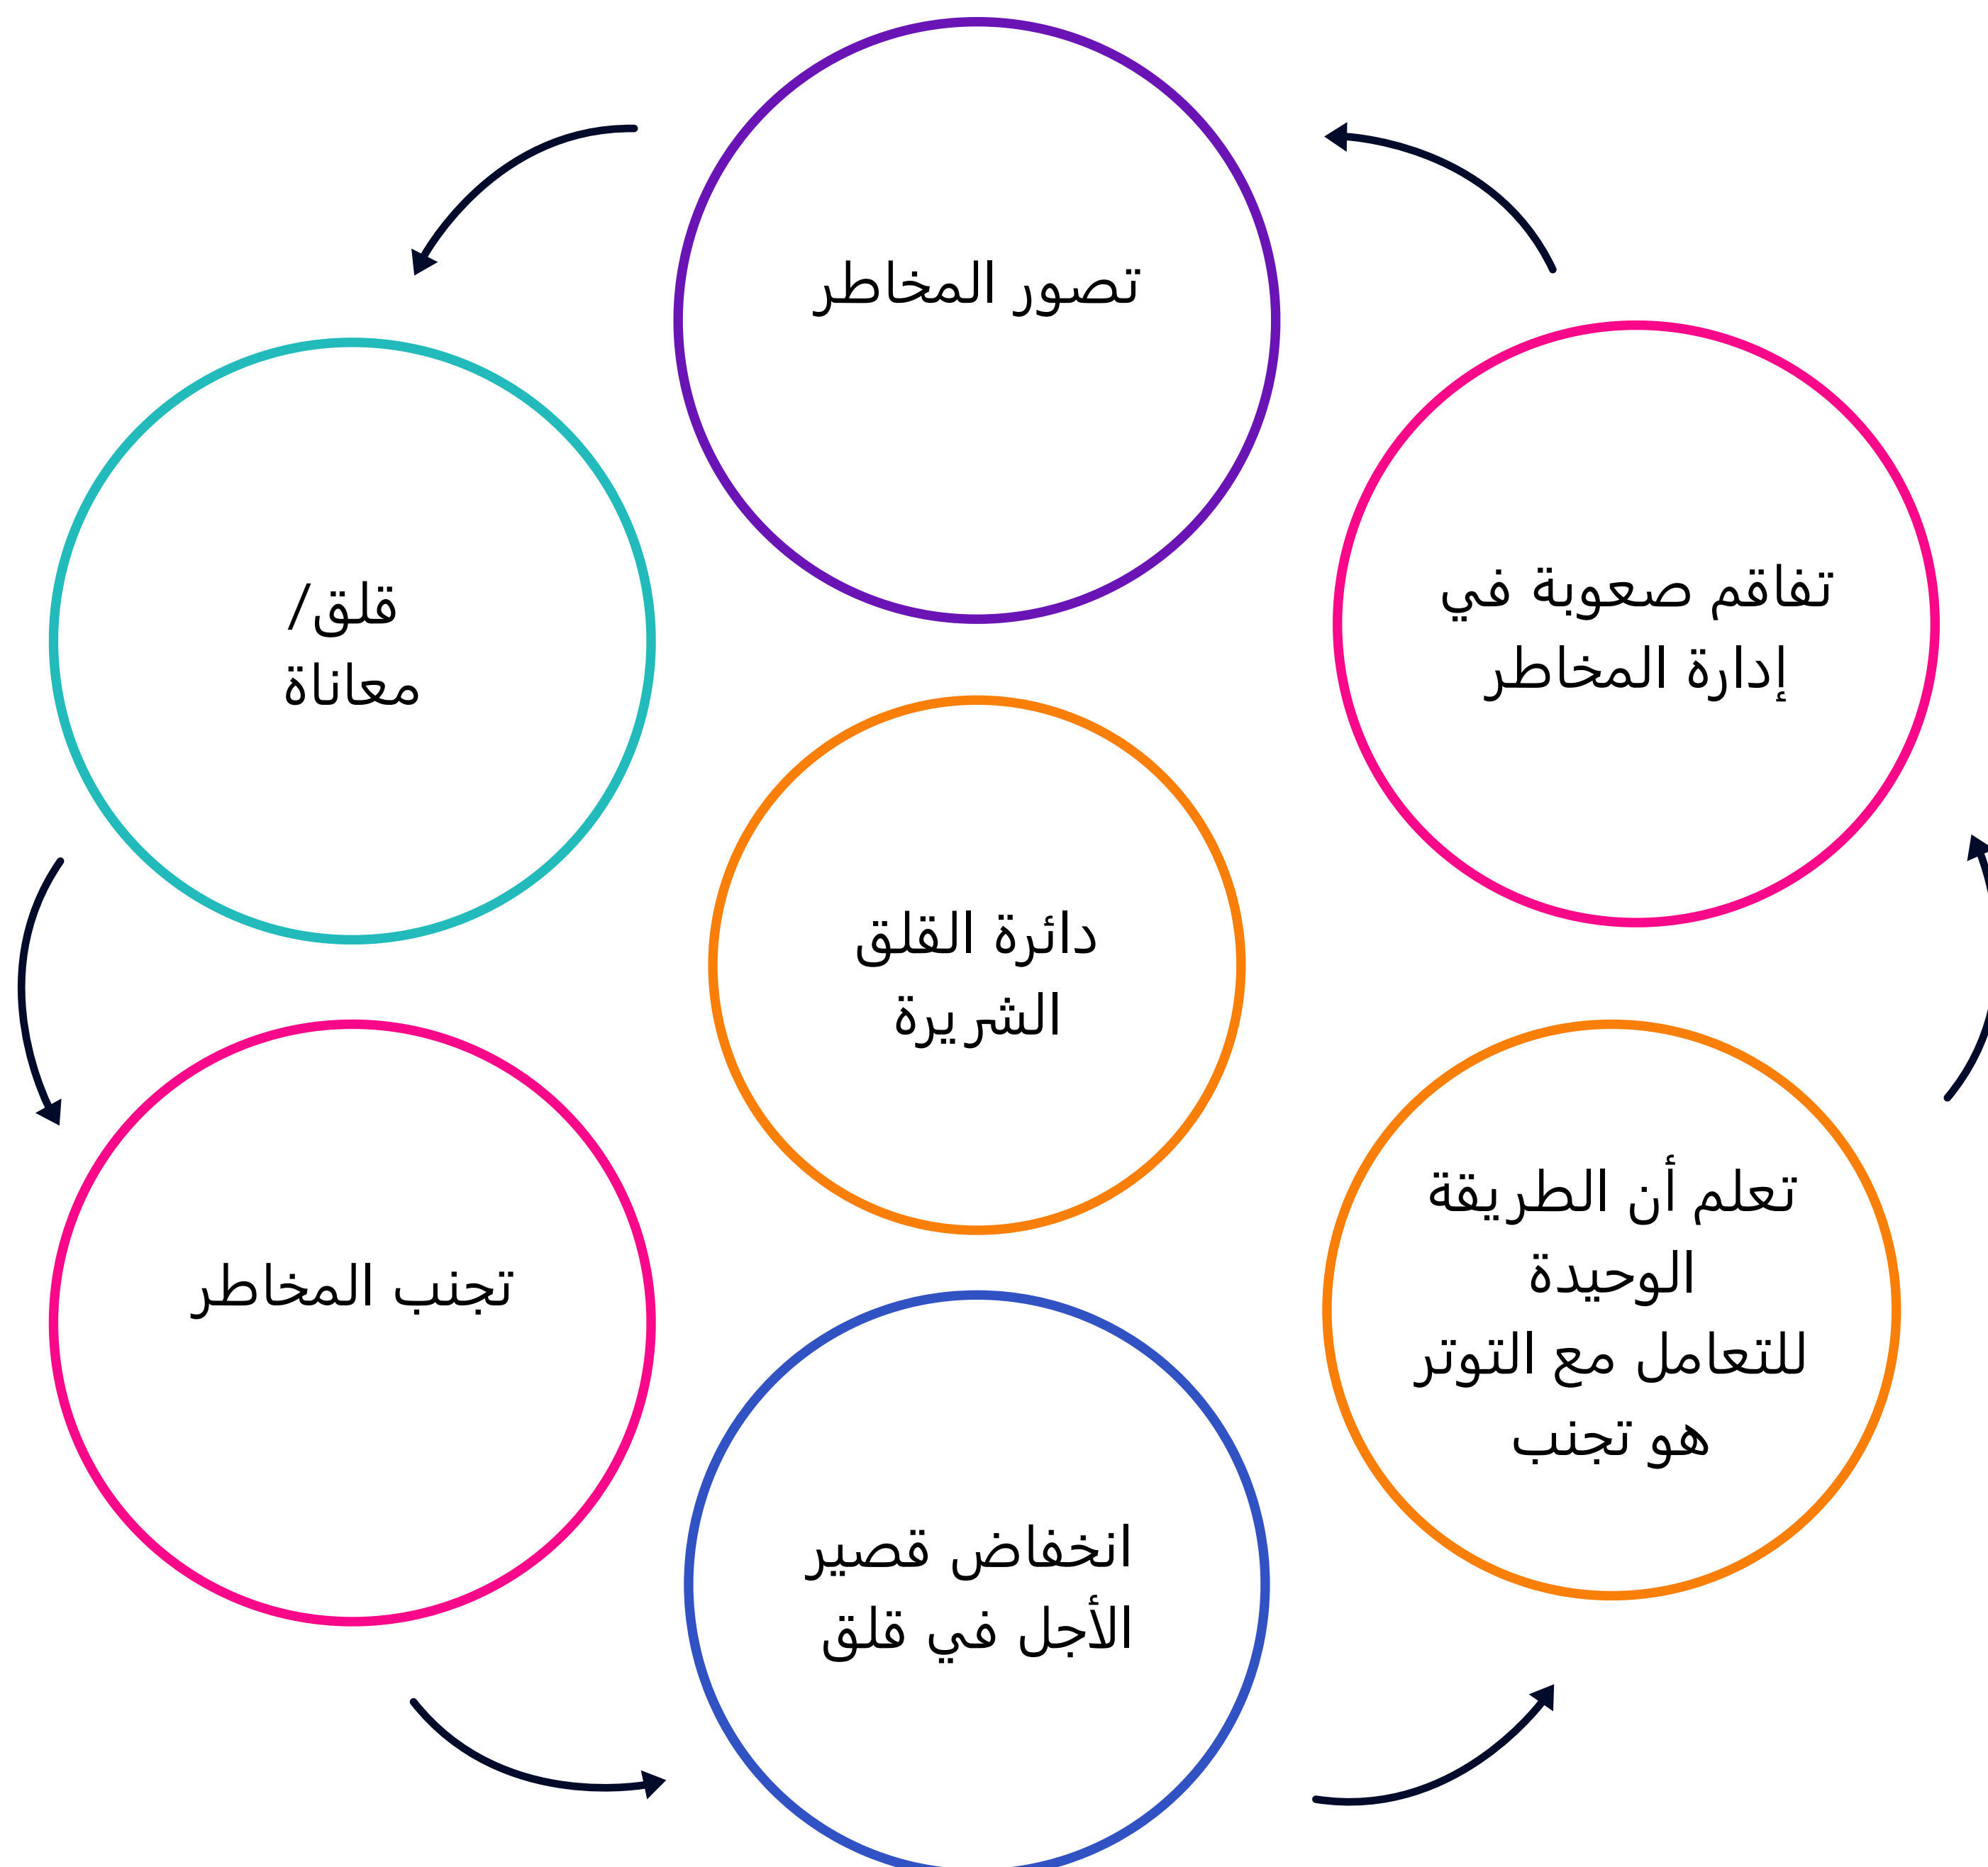 تصور المخاطر
قلق/
معاناة
تجنب المخاطر
انخفاض قصير
الأجل في قلق
تعلم أن الطريقة
الوحيدة
للتعامل مع التوتر
هو تجنب
تفاقم صعوبة في
إدارة المخاطر
دائرة القلق
الشريرة